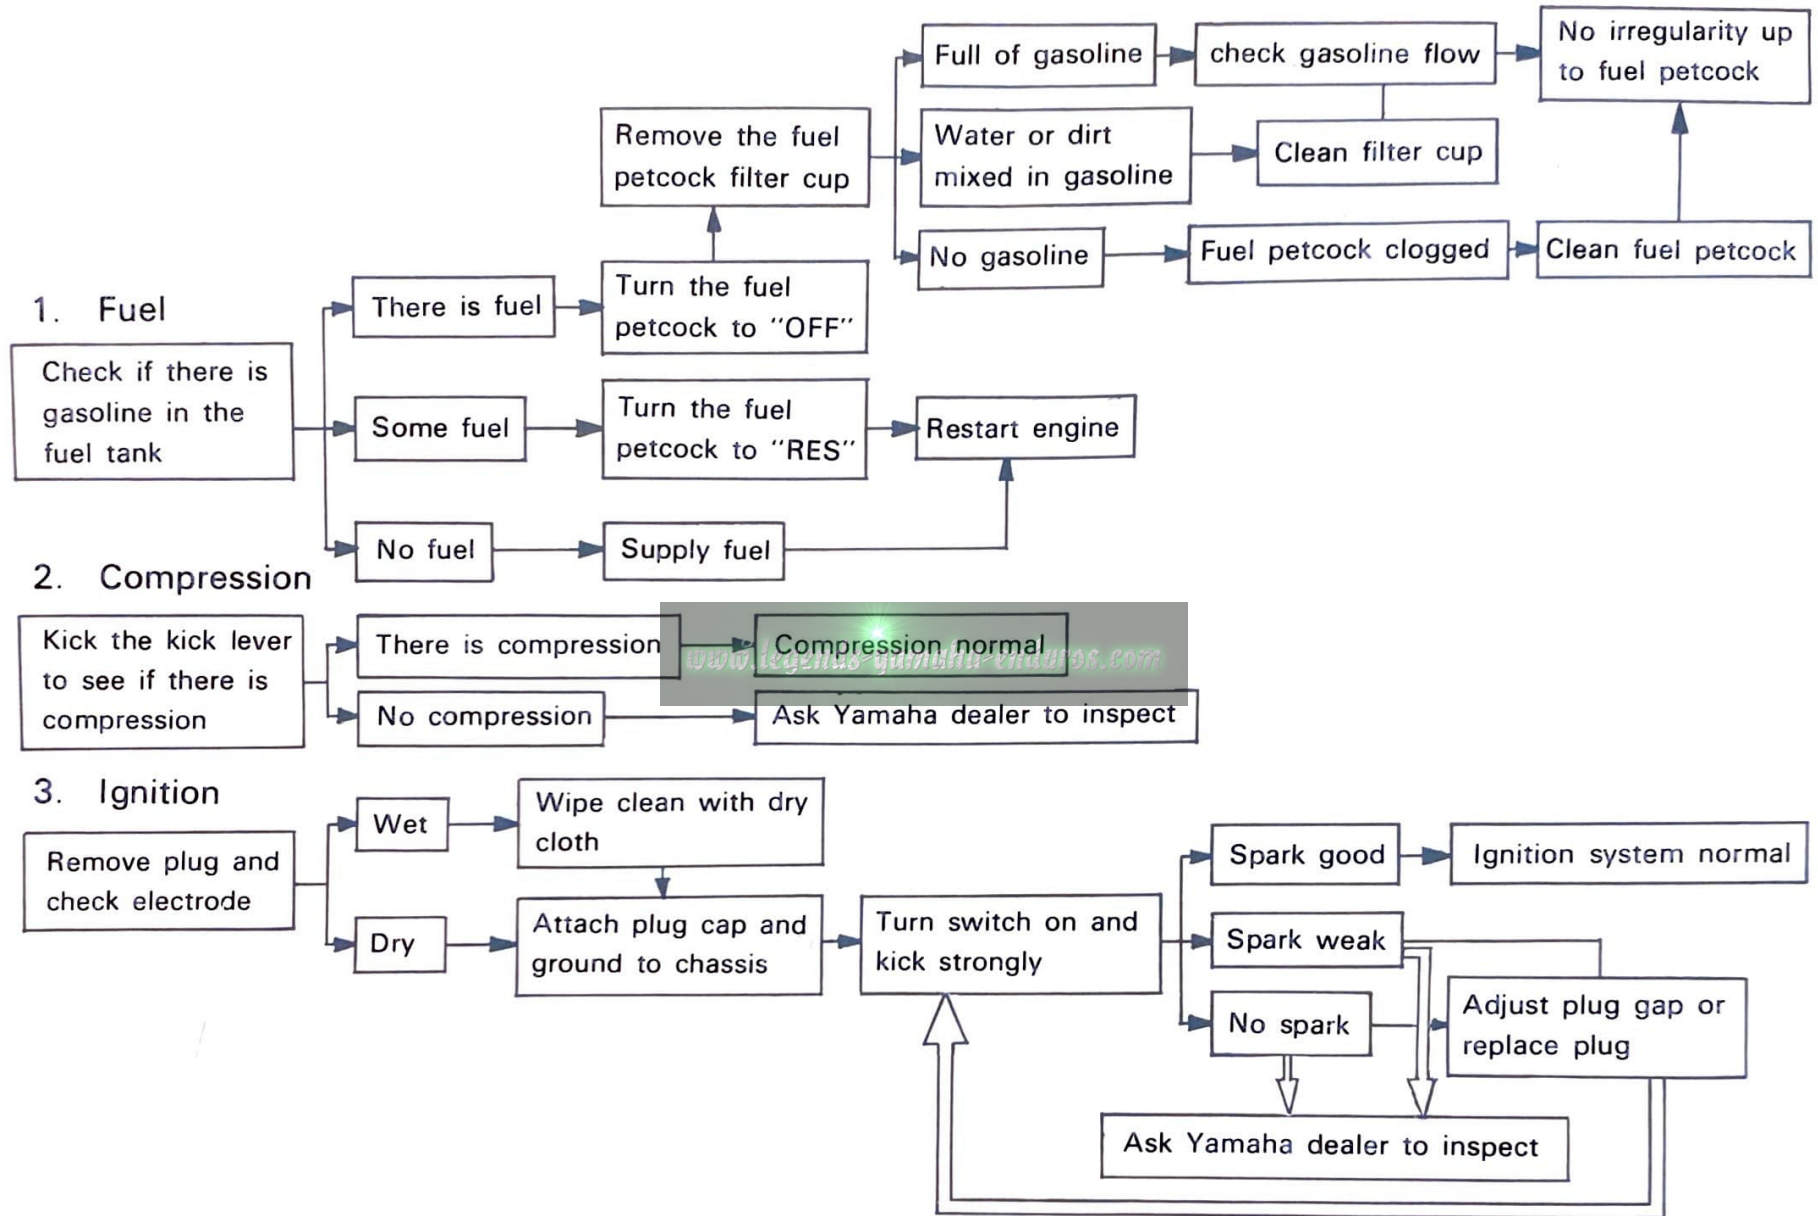 1. Fuel
Check if there is
gasoline in the
fuel tank
There is fuel
Turn the fuel
petcock to "OFF"
Remove the fuel
petcock filter cup
Full of gasoline
check gasoline flow
No irregularity up
to fuel petcock
Water or dirt
mixed in gasoline
Clean filter cup
No gasoline
Fuel petcock clogged
Clean fuel petcock
Some fuel
Turn the fuel
petcock to "RES"
Restart engine
No fuel
Supply fuel
2. Compression
Kick the kick lever
to see if there is
compression
There is compression
Compression normal
www.legends-yamaha-enduros.com
No compression
Ask Yamaha dealer to inspect
3. Ignition
Remove plug and
check electrode
Wet
Wipe clean with dry
cloth
Dry
Attach plug cap and
ground to chassis
Turn switch on and
kick strongly
Spark good
Ignition system normal
Spark weak
No spark
Adjust plug gap or
replace plug
Ask Yamaha dealer to inspect